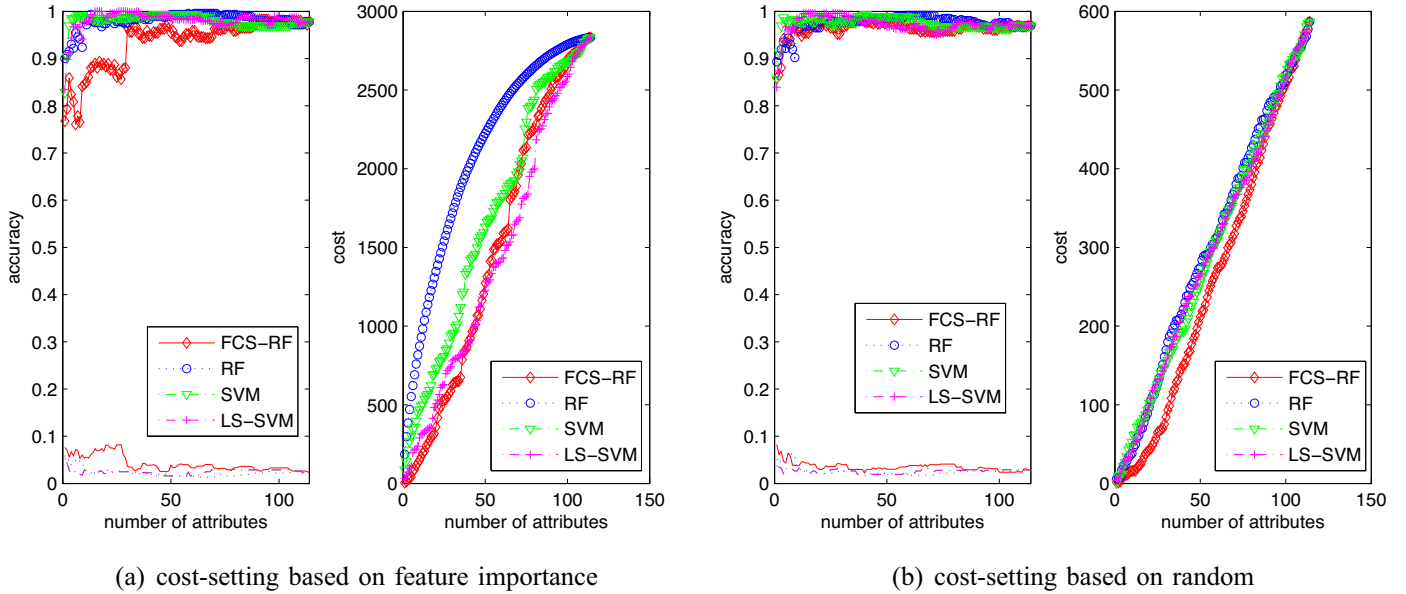 1
0.9
0.8
0.7
0.6
0.5
0.4
0.3
0.2
0.1
0
accuracy
0 50 100
number of attributes
FCS−RF
RF
SVM
LS−SVM
3000
2500
2000
1500
1000
500
0
cost
0 50 100 150
number of attributes
FCS−RF
RF
SVM
LS−SVM
(a) cost-setting based on feature importance
1
0.9
0.8
0.7
0.6
0.5
0.4
0.3
0.2
0.1
0
accuracy
0 50 100
number of attributes
FCS−RF
RF
SVM
LS−SVM
600
500
400
300
200
100
0
cost
0 50 100 150
number of attributes
FCS−RF
RF
SVM
LS−SVM
(b) cost-setting based on random